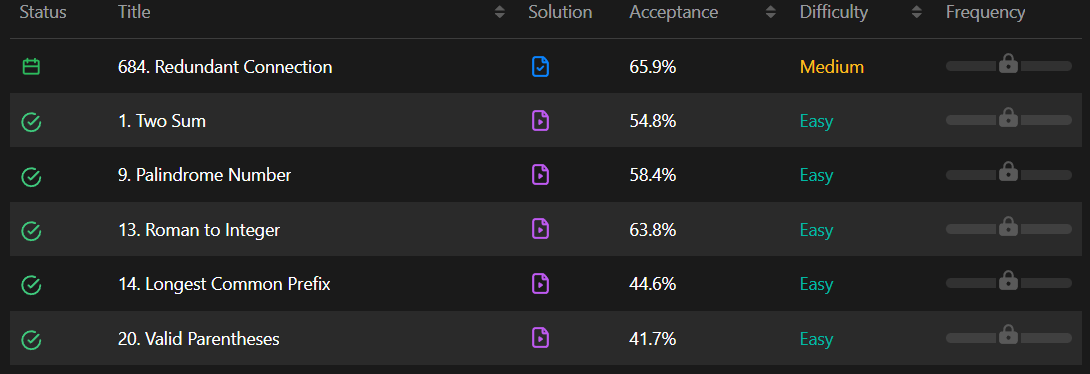 Status Title Solution Acceptance Difficulty Frequency
684. Redundant Connection 65.9% Medium
1. Two Sum 54.8% Easy
9. Palindrome Number 58.4% Easy
13. Roman to Integer 63.8% Easy
14. Longest Common Prefix 44.6% Easy
20. Valid Parentheses 41.7% Easy